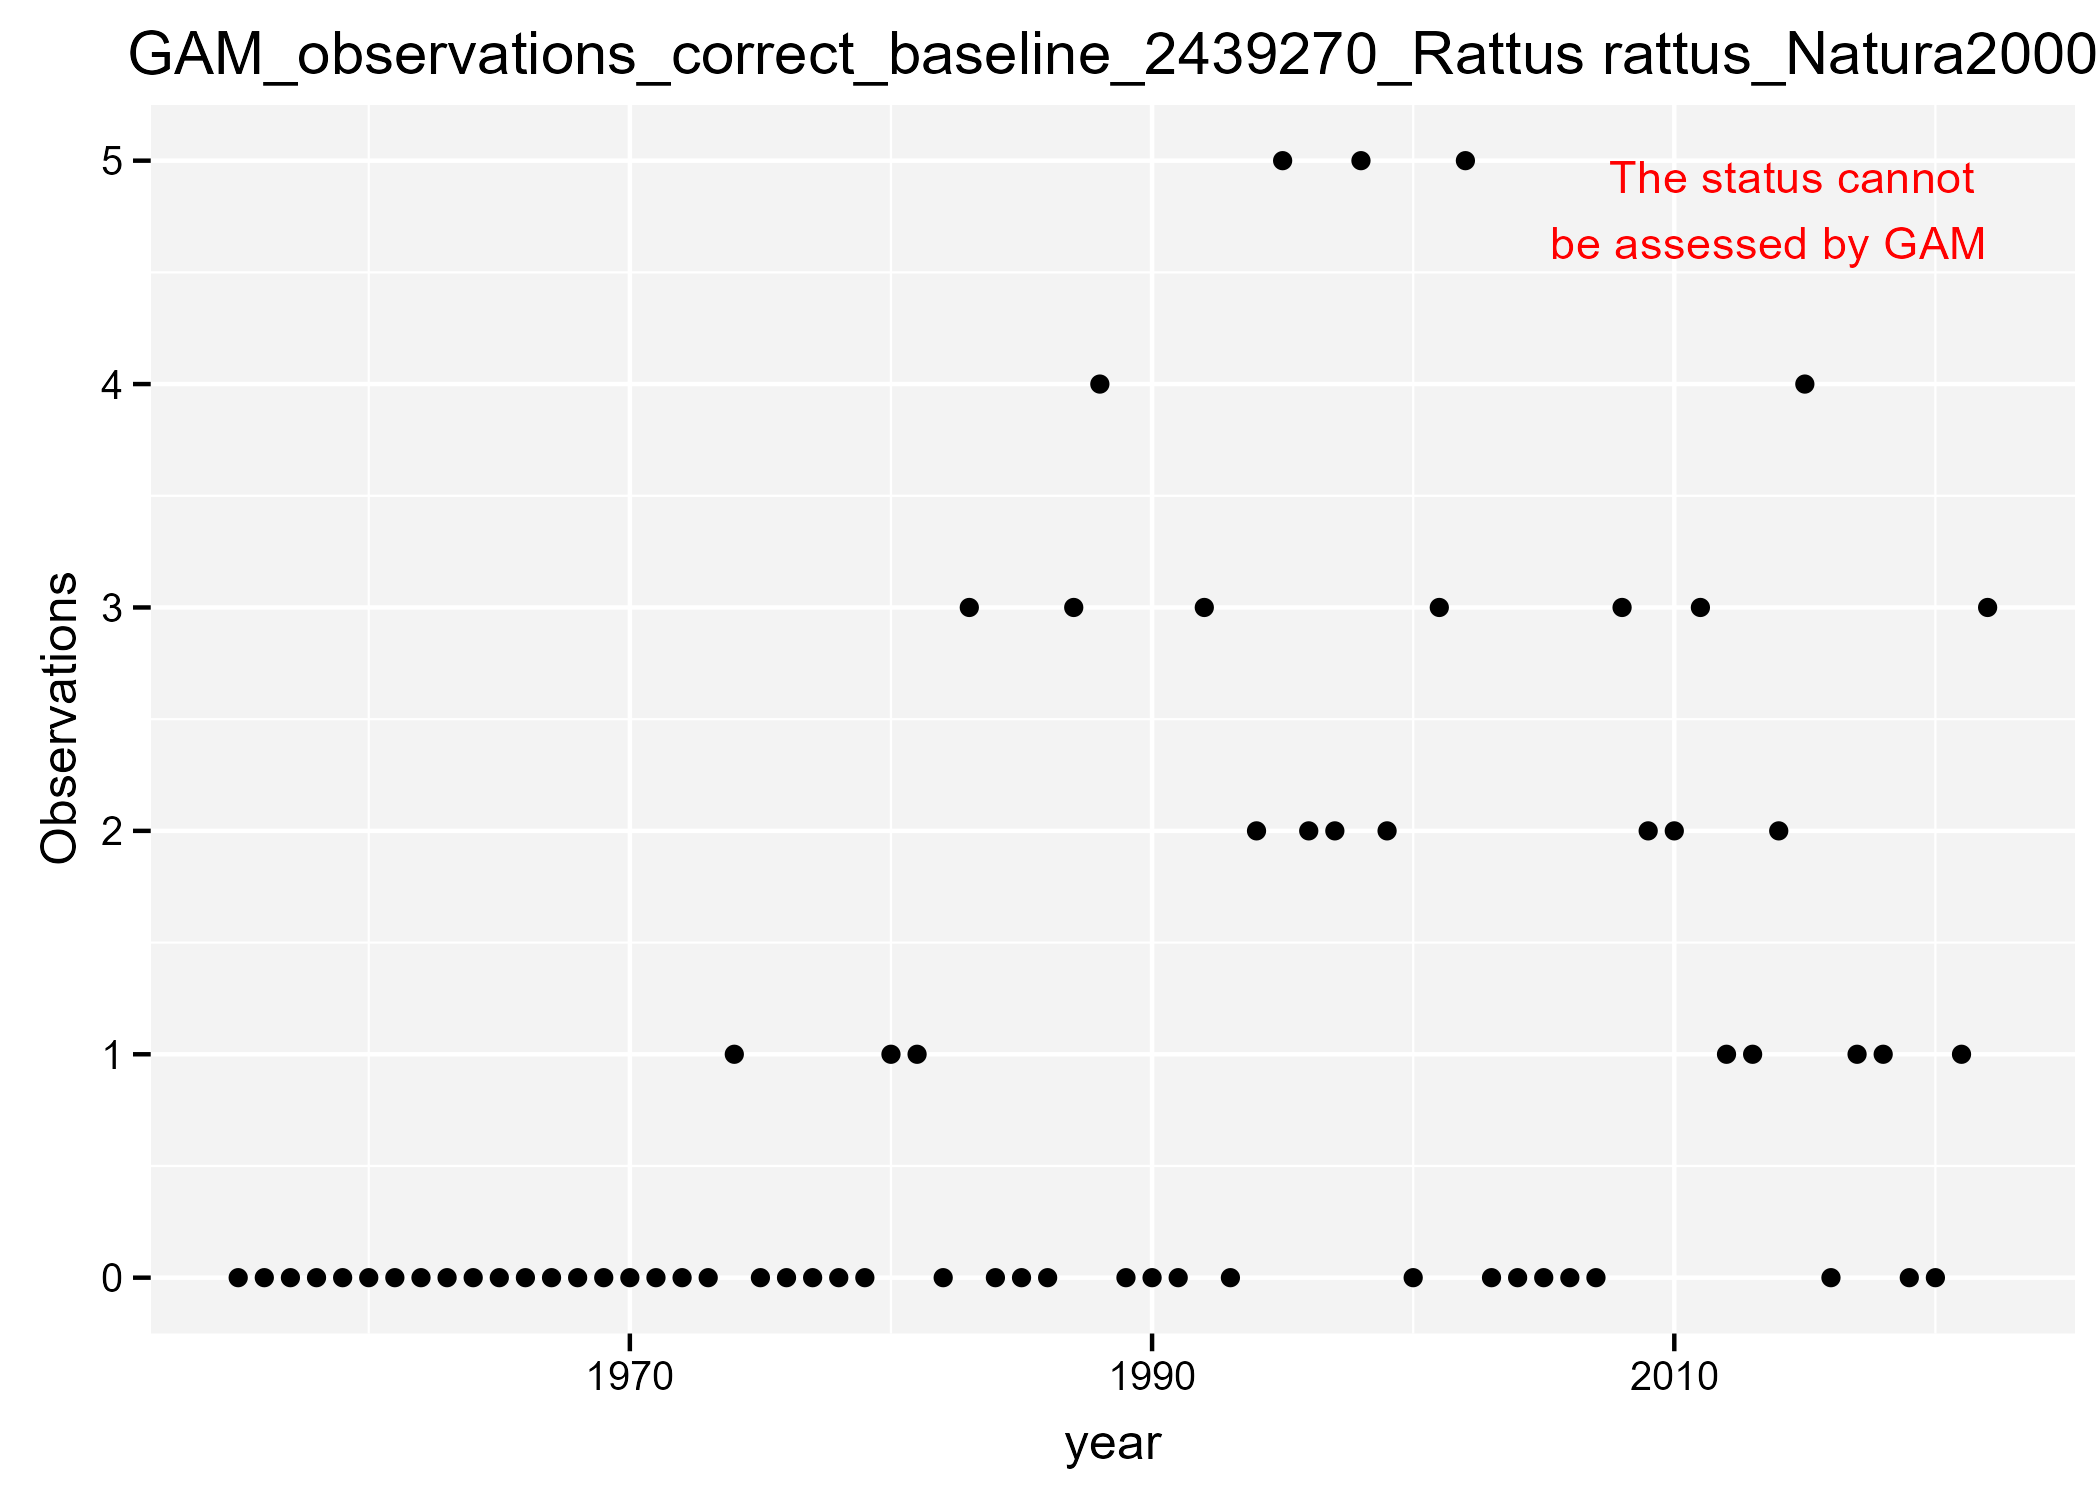 GAM_observations_correct_baseline_2439270_Rattus rattus_Natura2000
5
The status cannot
be assessed by GAM
4
3
2
1
0
Observations
1970 1990 2010
year